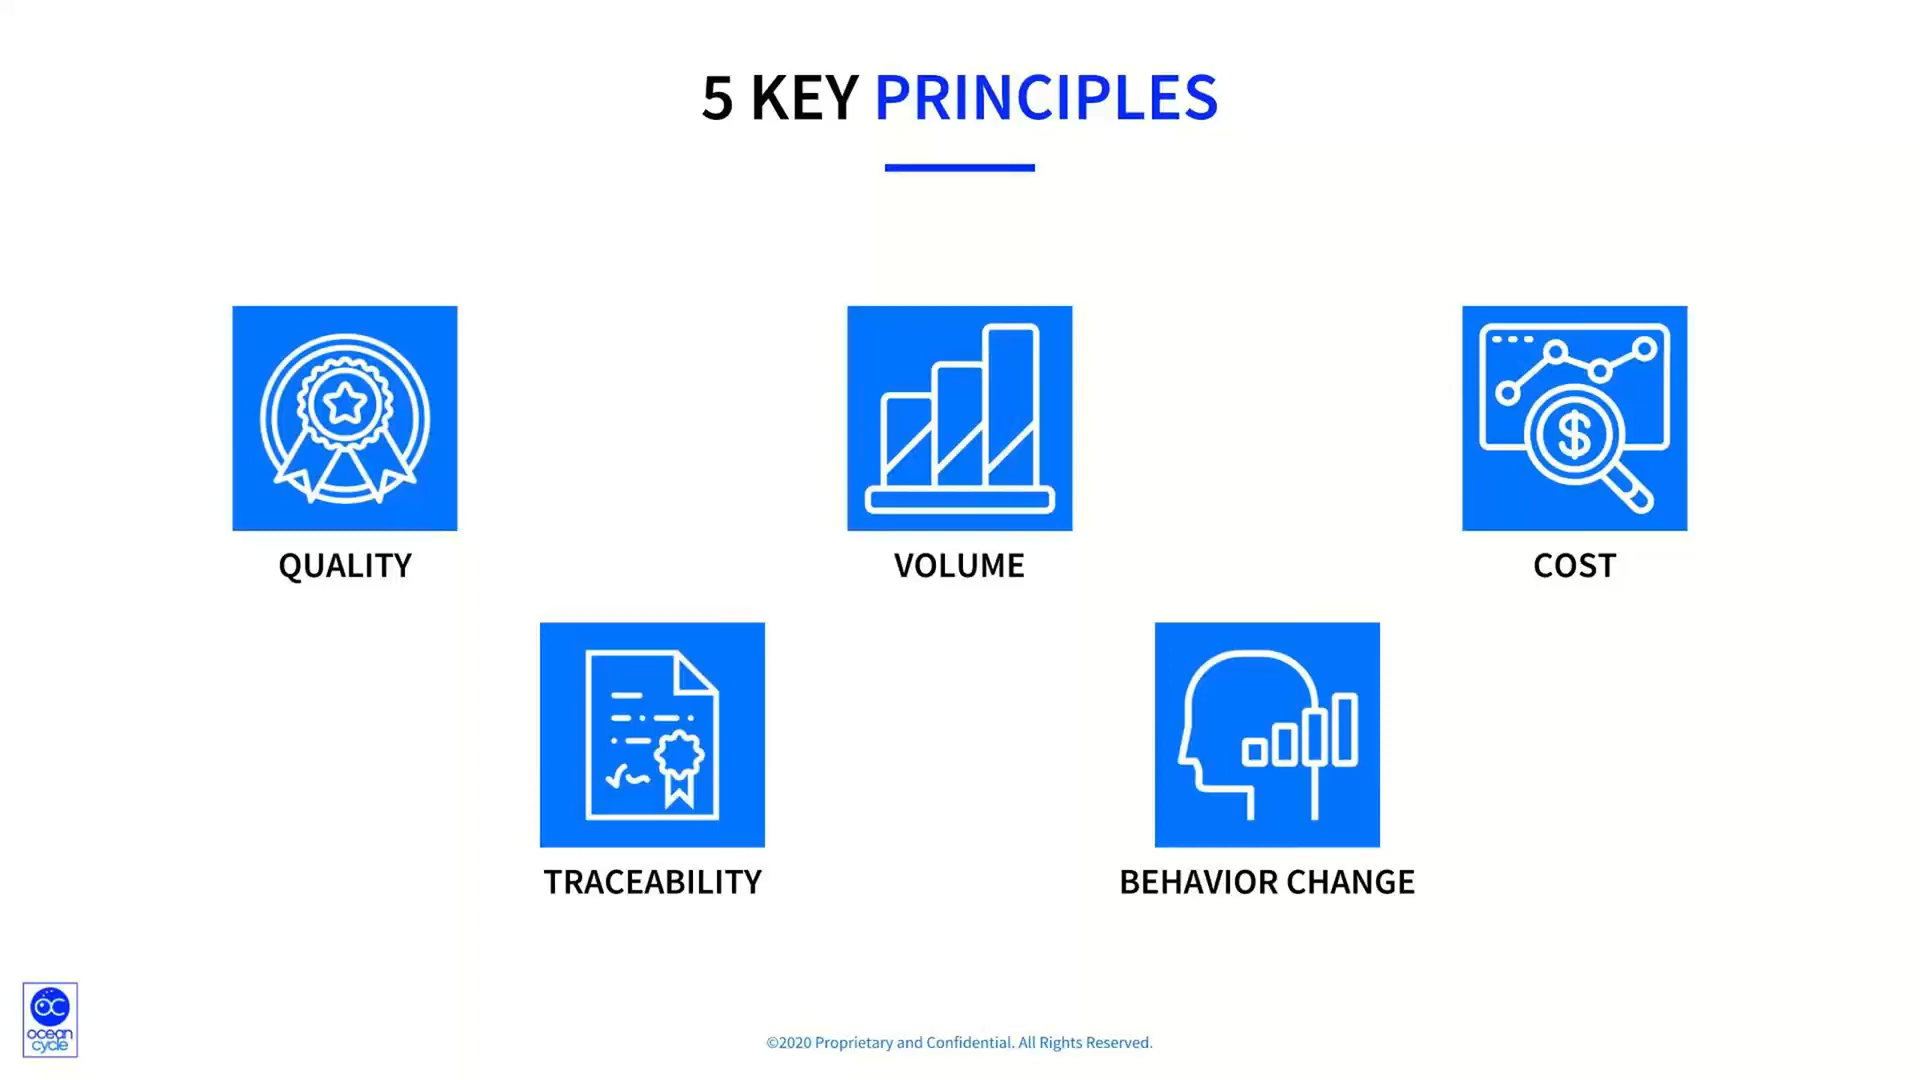 5 KEY PRINCIPLES
QUALITY
VOLUME
COST
TRACEABILITY
BEHAVIOR CHANGE
OC
ocean
cycle
©2020 Proprietary and Confidential. All Rights Reserved.